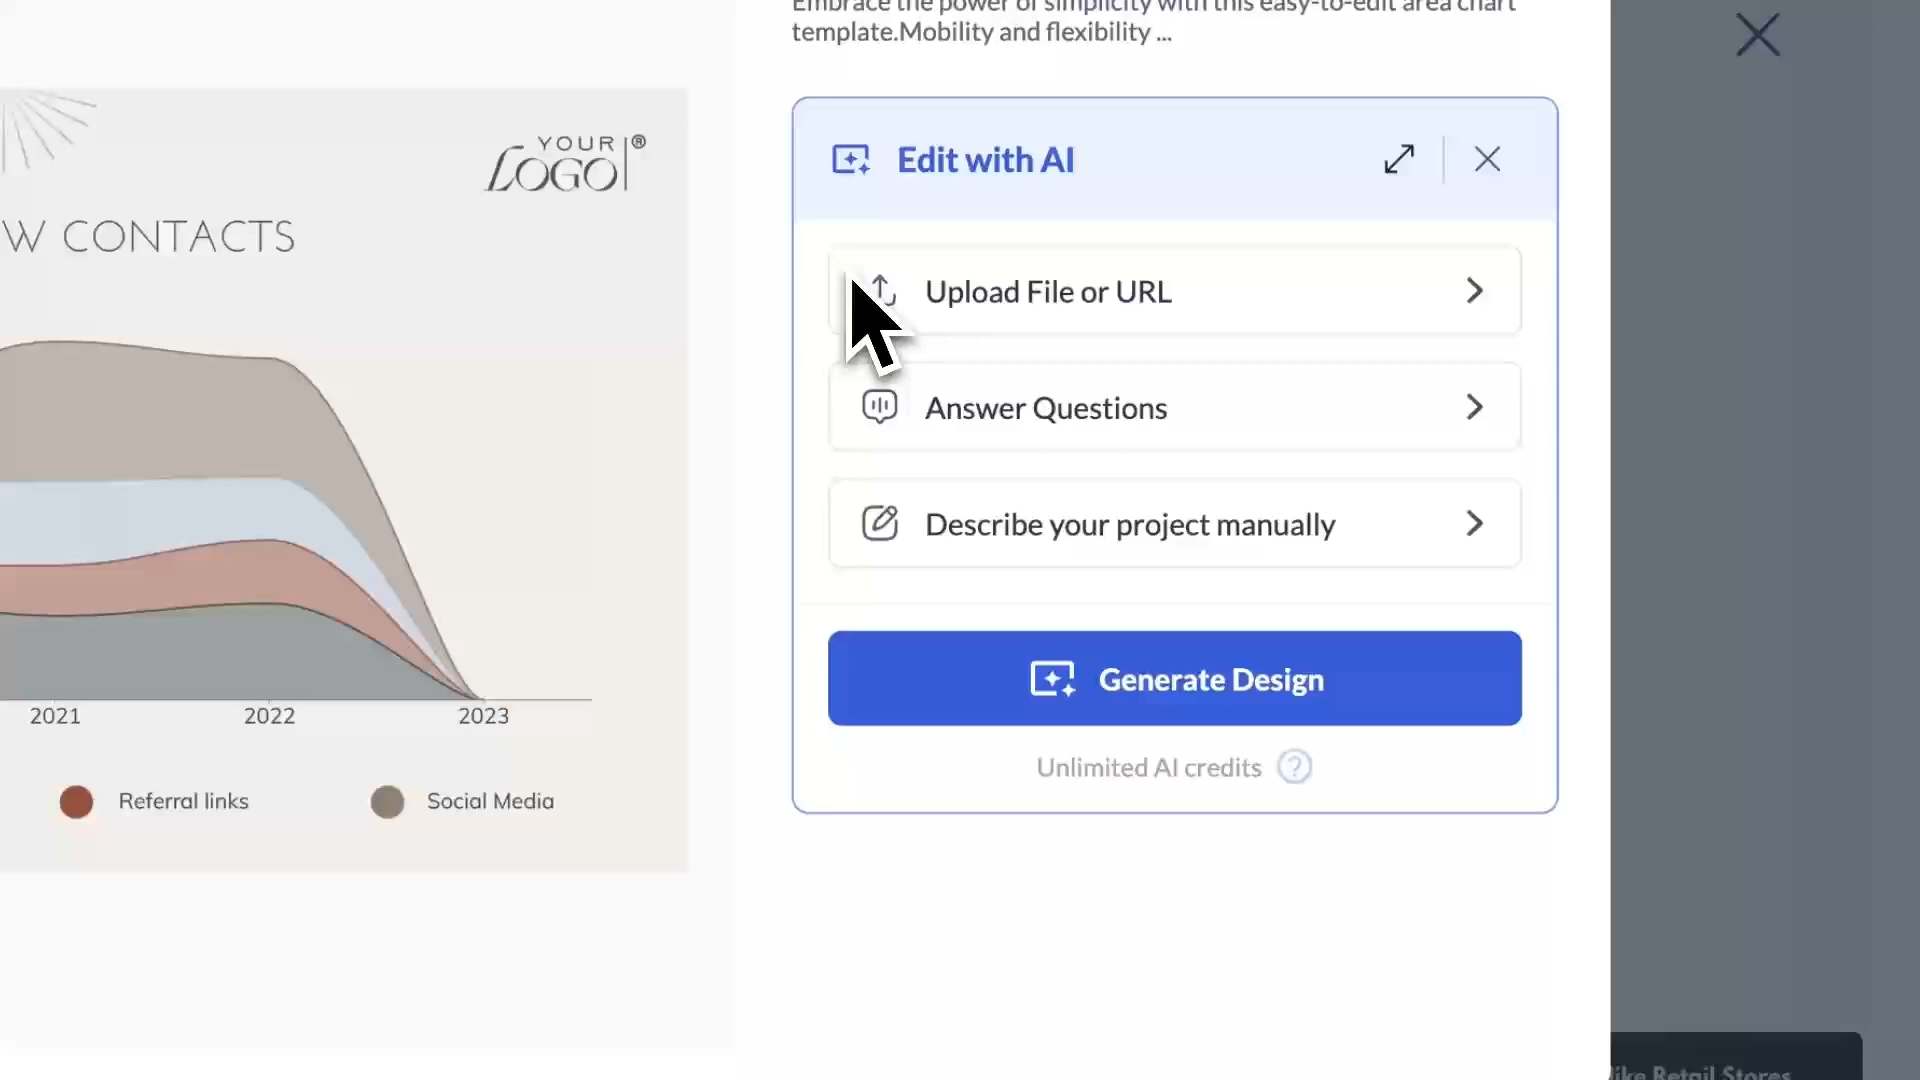 Embrace the power of simplicity with this easy-to-edit area chart
template.Mobility and flexibility ...
YOUR
LOGO®
W CONTACTS
2021
2022
2023
Referral links
Social Media
Edit with AI
Upload File or URL
Answer Questions
Describe your project manually
Generate Design
Unlimited AI credits
like Retail Stores